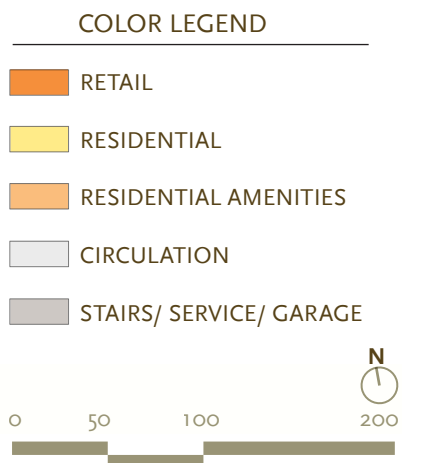 COLOR LEGEND
RETAIL
RESIDENTIAL
RESIDENTIAL AMENITIES
CIRCULATION
STAIRS/ SERVICE/ GARAGE
N
0 50 100 200